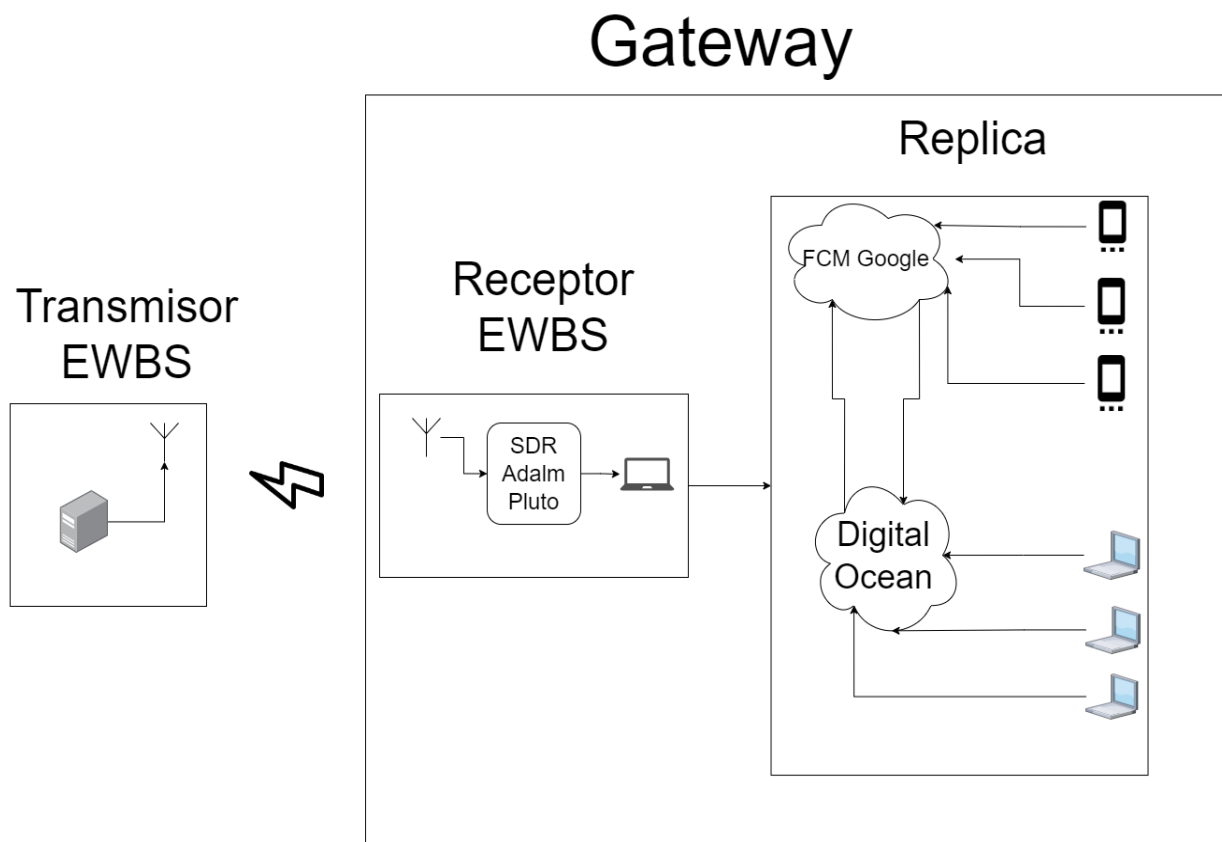 Gateway
Replica
FCM Google
Receptor
EWBS
Transmisor
EWBS
SDR
Adalm
Pluto
Digital
Ocean